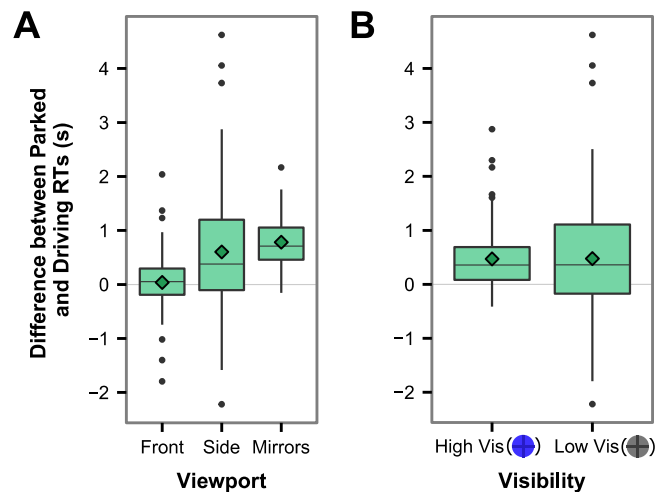 A
B
Difference between Parked
and Driving RTs (s)
4
3
2
1
0
−1
−2
4
3
2
1
0
−1
−2
Front Side Mirrors
High Vis( ) Low Vis( )
Viewport
Visibility